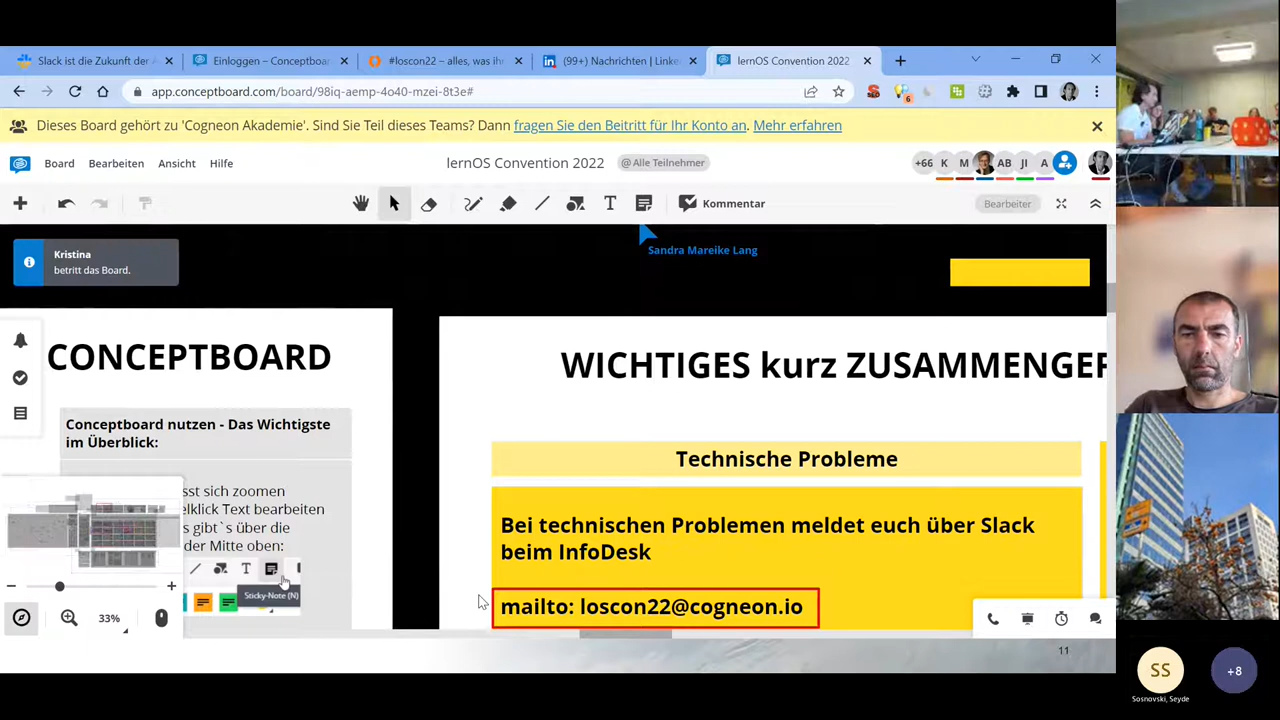 Slack ist die Zukunft der A
Einloggen – Conceptboa
#loscon22 – alles, was ih
(99+) Nachrichten | Linke
lernOS Convention 2022
app.conceptboard.com/board/98iq-aemp-4o40-mzei-8t3e#
6
Dieses Board gehört zu 'Cogneon Akademie'. Sind Sie Teil dieses Teams? Dann fragen Sie den Beitritt für Ihr Konto an. Mehr erfahren
Board Bearbeiten Ansicht Hilfe
lernOS Convention 2022
@ Alle Teilnehmer
+66 K M AB JI A
Kommentar
Bearbeiter
Kristina
betritt das Board.
Sandra Mareike Lang
CONCEPTBOARD
Conceptboard nutzen - Das Wichtigste
im Überblick:
sst sich zoomen
elklick Text bearbeiten
s gibt`s über die
der Mitte oben:
Sticky-Note (N)
33%
WICHTIGES kurz ZUSAMMENGEF
Technische Probleme
Bei technischen Problemen meldet euch über Slack
beim InfoDesk
mailto: loscon22@cogneon.io
11
SS
Sosnovski, Seyde
+8